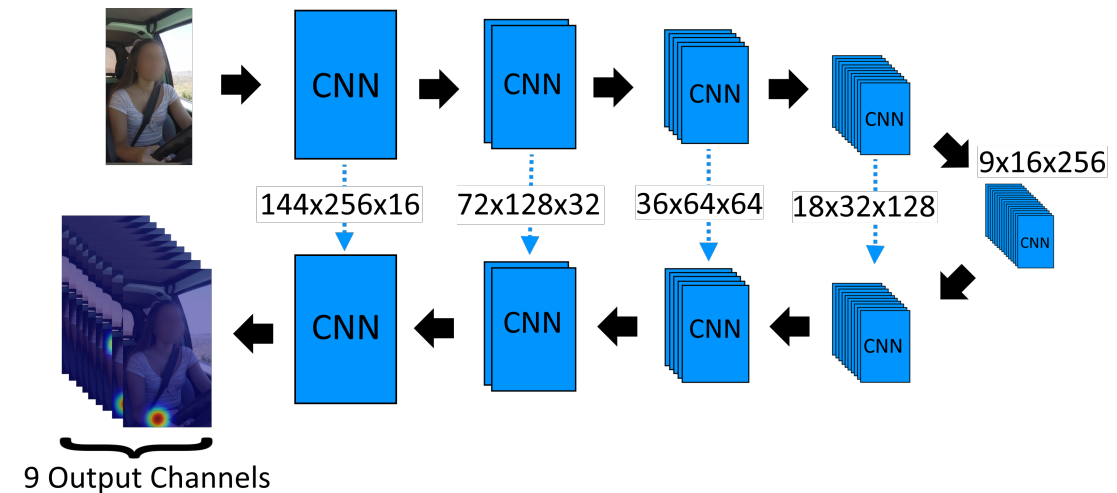 CNN
CNN
CNN
CNN
9x16x256
CNN
144x256x16
72x128x32
36x64x64
18x32x128
CNN
CNN
CNN
CNN
9 Output Channels